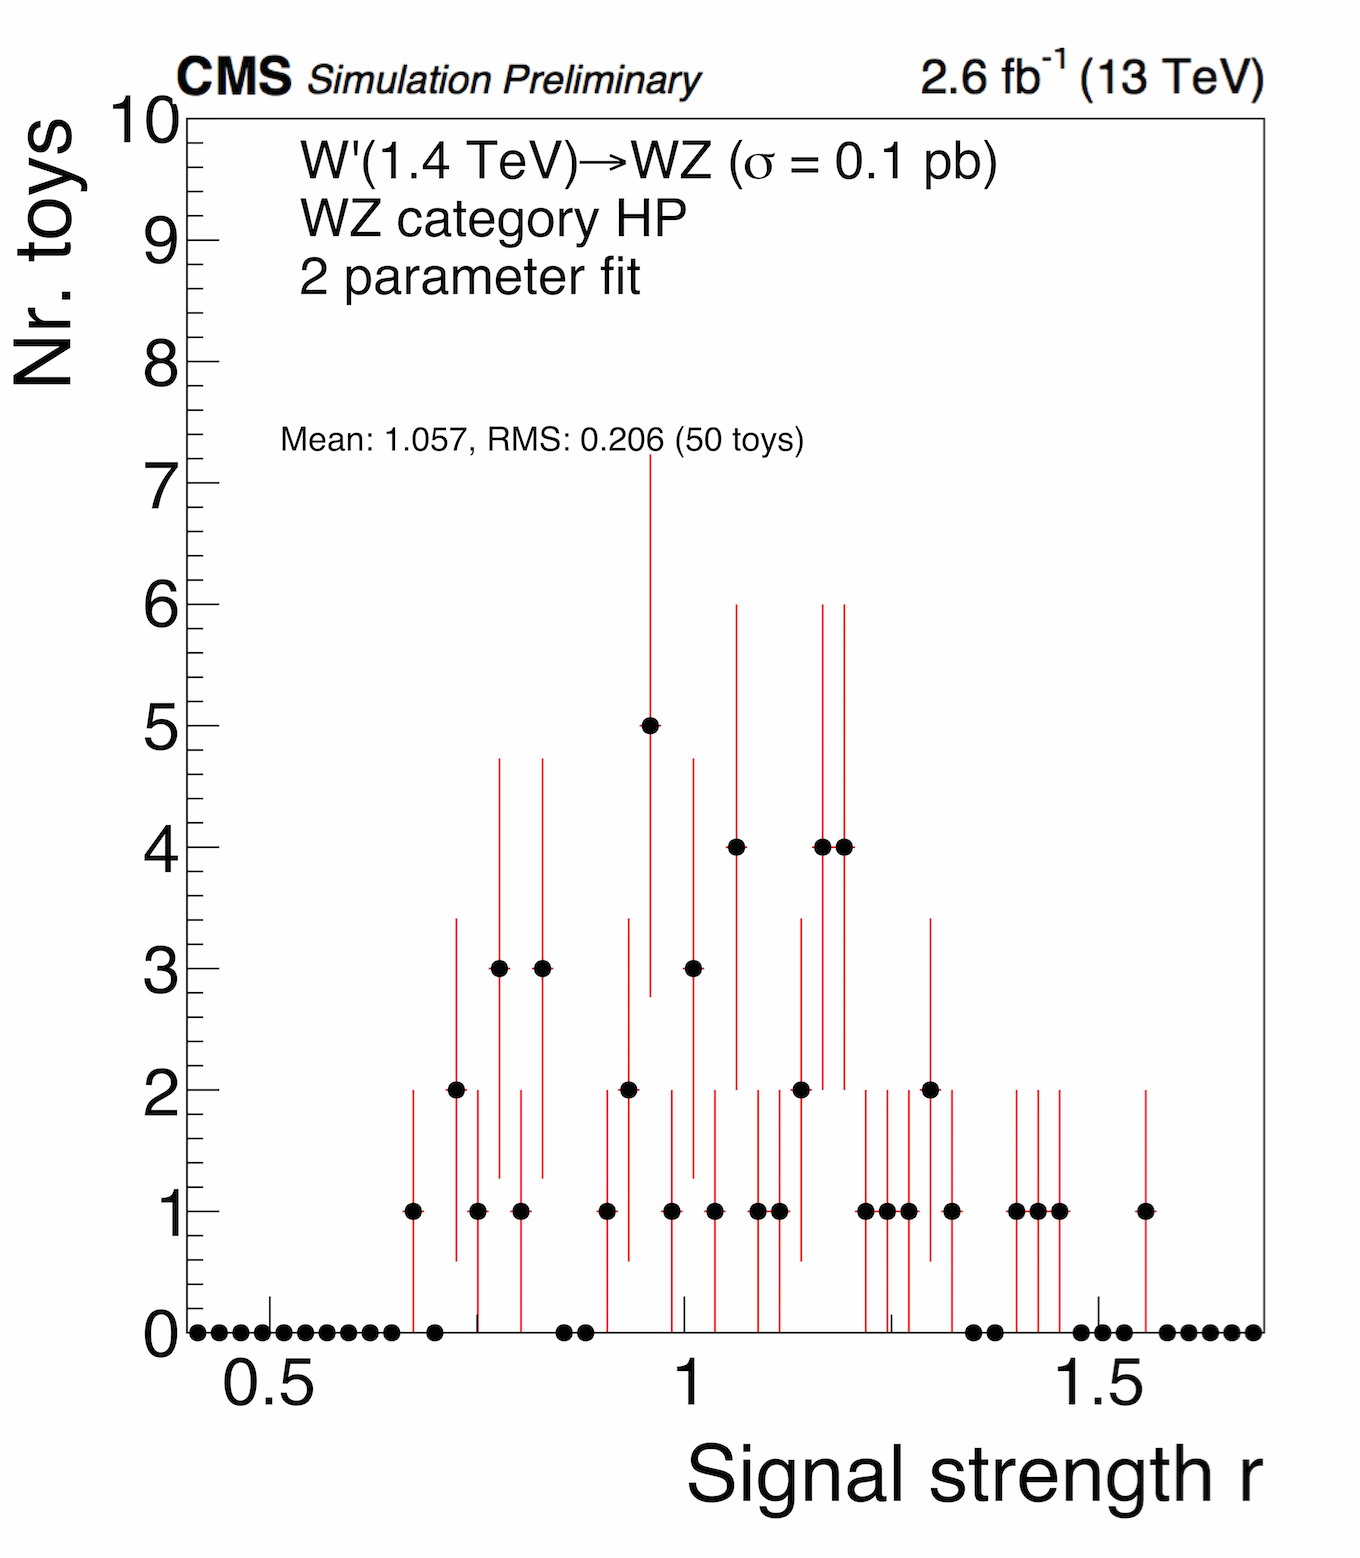 CMS Simulation Preliminary 2.6 fb⁻¹ (13 TeV)
Nr. toys
W'(1.4 TeV)→WZ (σ = 0.1 pb)
WZ category HP
2 parameter fit
Mean: 1.057, RMS: 0.206 (50 toys)
10
9
8
7
6
5
4
3
2
1
0
0.5 1 1.5
Signal strength r